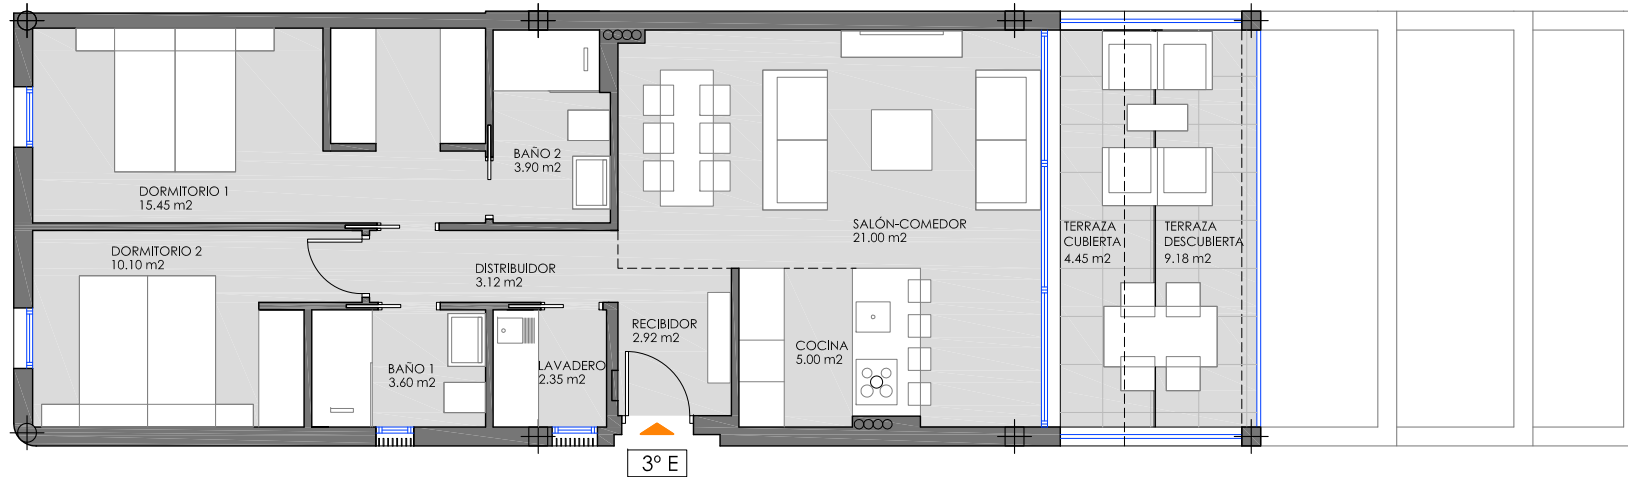 DORMITORIO 1
15.45 m2
BAÑO 2
3.90 m2
DORMITORIO 2
10.10 m2
DISTRIBUIDOR
3.12 m2
SALÓN-COMEDOR
21.00 m2
TERRAZA
CUBIERTA
4.45 m2
TERRAZA
DESCUBIERTA
9.18 m2
BAÑO 1
3.60 m2
LAVADERO
2.35 m2
RECIBIDOR
2.92 m2
COCINA
5.00 m2
3º E